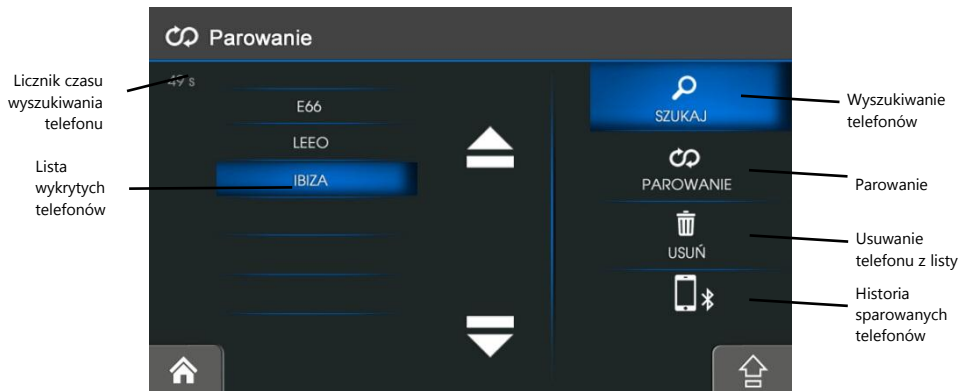 Parowanie
Licznik czasu
wyszukiwania
telefonu
49 s
E66
LEEO
IBIZA
Lista
wykrytych
telefonów
SZUKAJ
PAROWANIE
USUŃ
Wyszukiwanie
telefonów
Parowanie
Usuwanie
telefonu z listy
Historia
sparowanych
telefonów